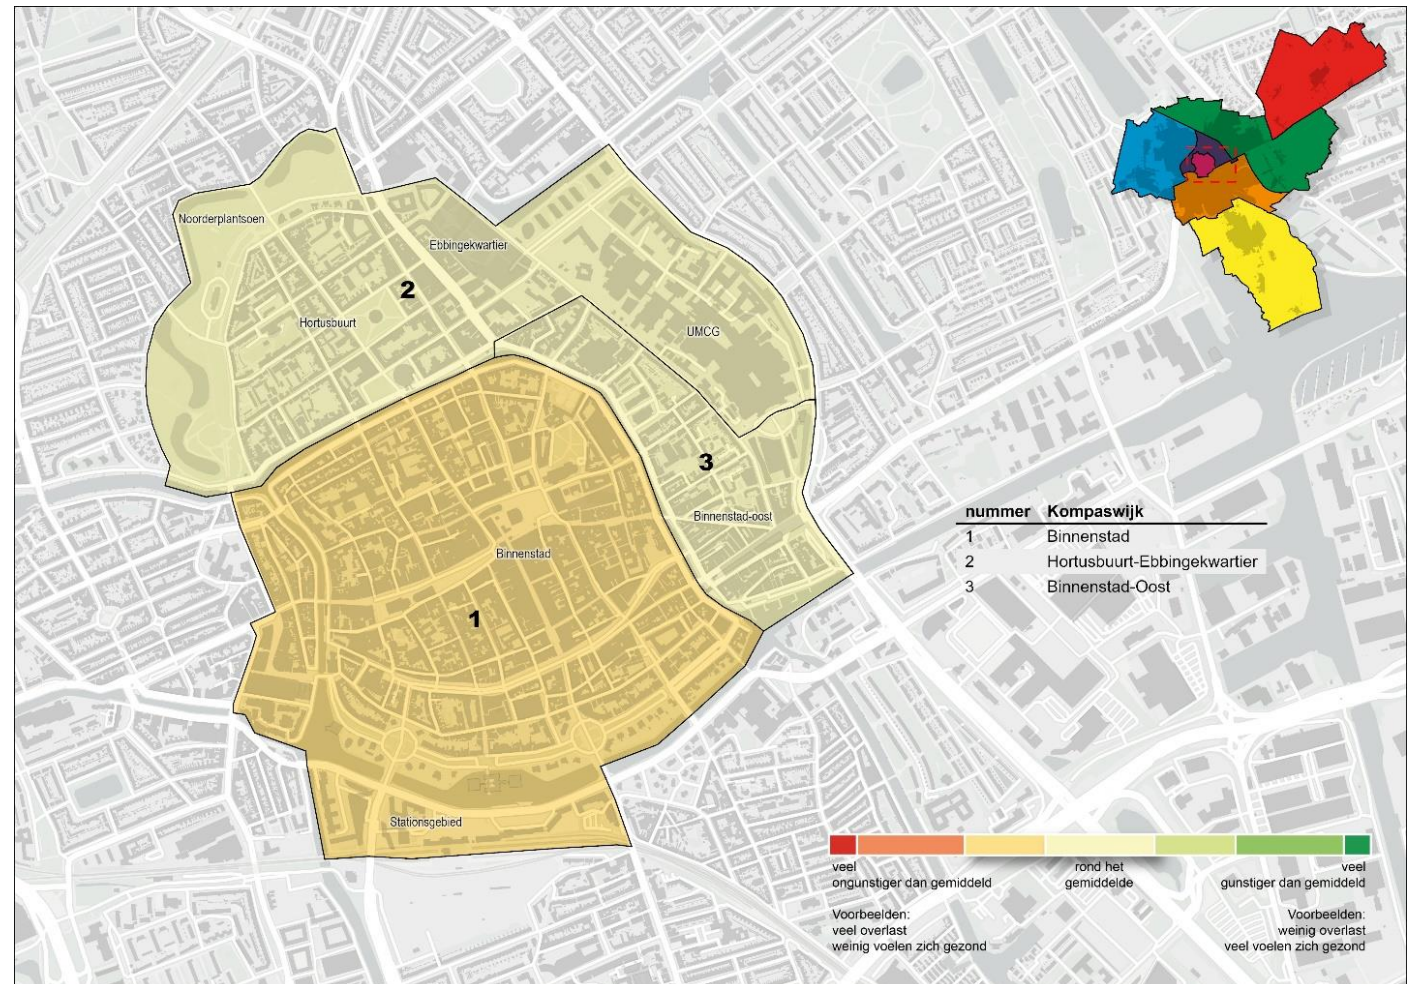 Noorderplantsoen
Ebbingekwartier
2
Hortusbuurt
UMCG
3
Binnenstad-oost
Binnenstad
1
Stationsgebied
nummer Kompaswijk
1 Binnenstad
2 Hortusbuurt-Ebbingekwartier
3 Binnenstad-Oost
veel rond het veel
ongunstiger dan gemiddeld gemiddelde gunstiger dan gemiddeld
Voorbeelden: Voorbeelden:
veel overlast weinig overlast
weinig voelen zich gezond veel voelen zich gezond